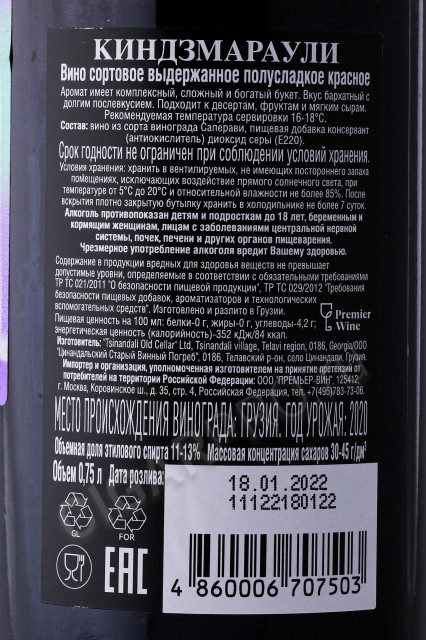 КИНДЗМАРАУЛИ
Вино сортовое выдержанное полусладкое красное
Аромат имеет комплексный, сложный и богатый букет. Вкус бархатный с
долгим послевкусием. Подходит к десертам, фруктам и мягким сырам.
Рекомендуемая температура сервировки 16-18°С.
Состав: вино из сорта винограда Саперави, пищевая добавка консервант
(антиокислитель) диоксид серы (Е220).
Срок годности не ограничен при соблюдении условий хранения.
Условия хранения: хранить в вентилируемых, не имеющих постороннего запаха
помещениях, исключающих воздействие прямого солнечного света, при
температуре от 5°С до 20°С и относительной влажности не более 85%. После
вскрытия плотно закрытую бутылку хранить в холодильнике не более 7 суток.
Алкоголь противопоказан детям и подросткам до 18 лет, беременным и
кормящим женщинам, лицам с заболеваниями центральной нервной
системы, почек, печени и других органов пищеварения.
Чрезмерное употребление алкоголя вредит Вашему здоровью.
Содержание в продукции вредных для здоровья веществ не превышает
допустимые уровни, определяемые в соответствии с обязательными требованиями
ТР ТС 021/2011 "О безопасности пищевой продукции", ТР ТС 029/2012 "Требования
безопасности пищевых добавок, ароматизаторов и технологических
вспомогательных средств". Изготовлено и разлито в Грузии.
Пищевая ценность на 100 мл: белки-0 г, жиры-0 г, углеводы-4,2 г;
энергетическая ценность (калорийность)-352 кДж/84 ккал.
Premier
Wine
Изготовитель: "Tsinandali Old Cellar" Ltd, Tsinandali village, Telavi region, 0186, Georgia/ООО
"Цинандальский Старый Винный Погреб", 0186, Телавский р-он, село Цинандали, Грузия.
Импортер и организация, уполномоченная изготовителем на принятие претензий от
потребителей на территории Российской Федерации: ООО "ПРЕМЬЕР-ВИН", 125412,
г. Москва, Коровинское ш., д. 35, стр. 4, Российская Федерация, тел. +7(495)783-73-06.
МЕСТО ПРОИСХОЖДЕНИЯ ВИНОГРАДА: ГРУЗИЯ. ГОД УРОЖАЯ: 2020
Объемная доля этилового спирта 11-13% Массовая концентрация сахаров 30-45 г/дм³
Объем 0,75 л Дата розлива:
18.01.2022
11122180122
GL
FOR
EAC
4 860006 707503